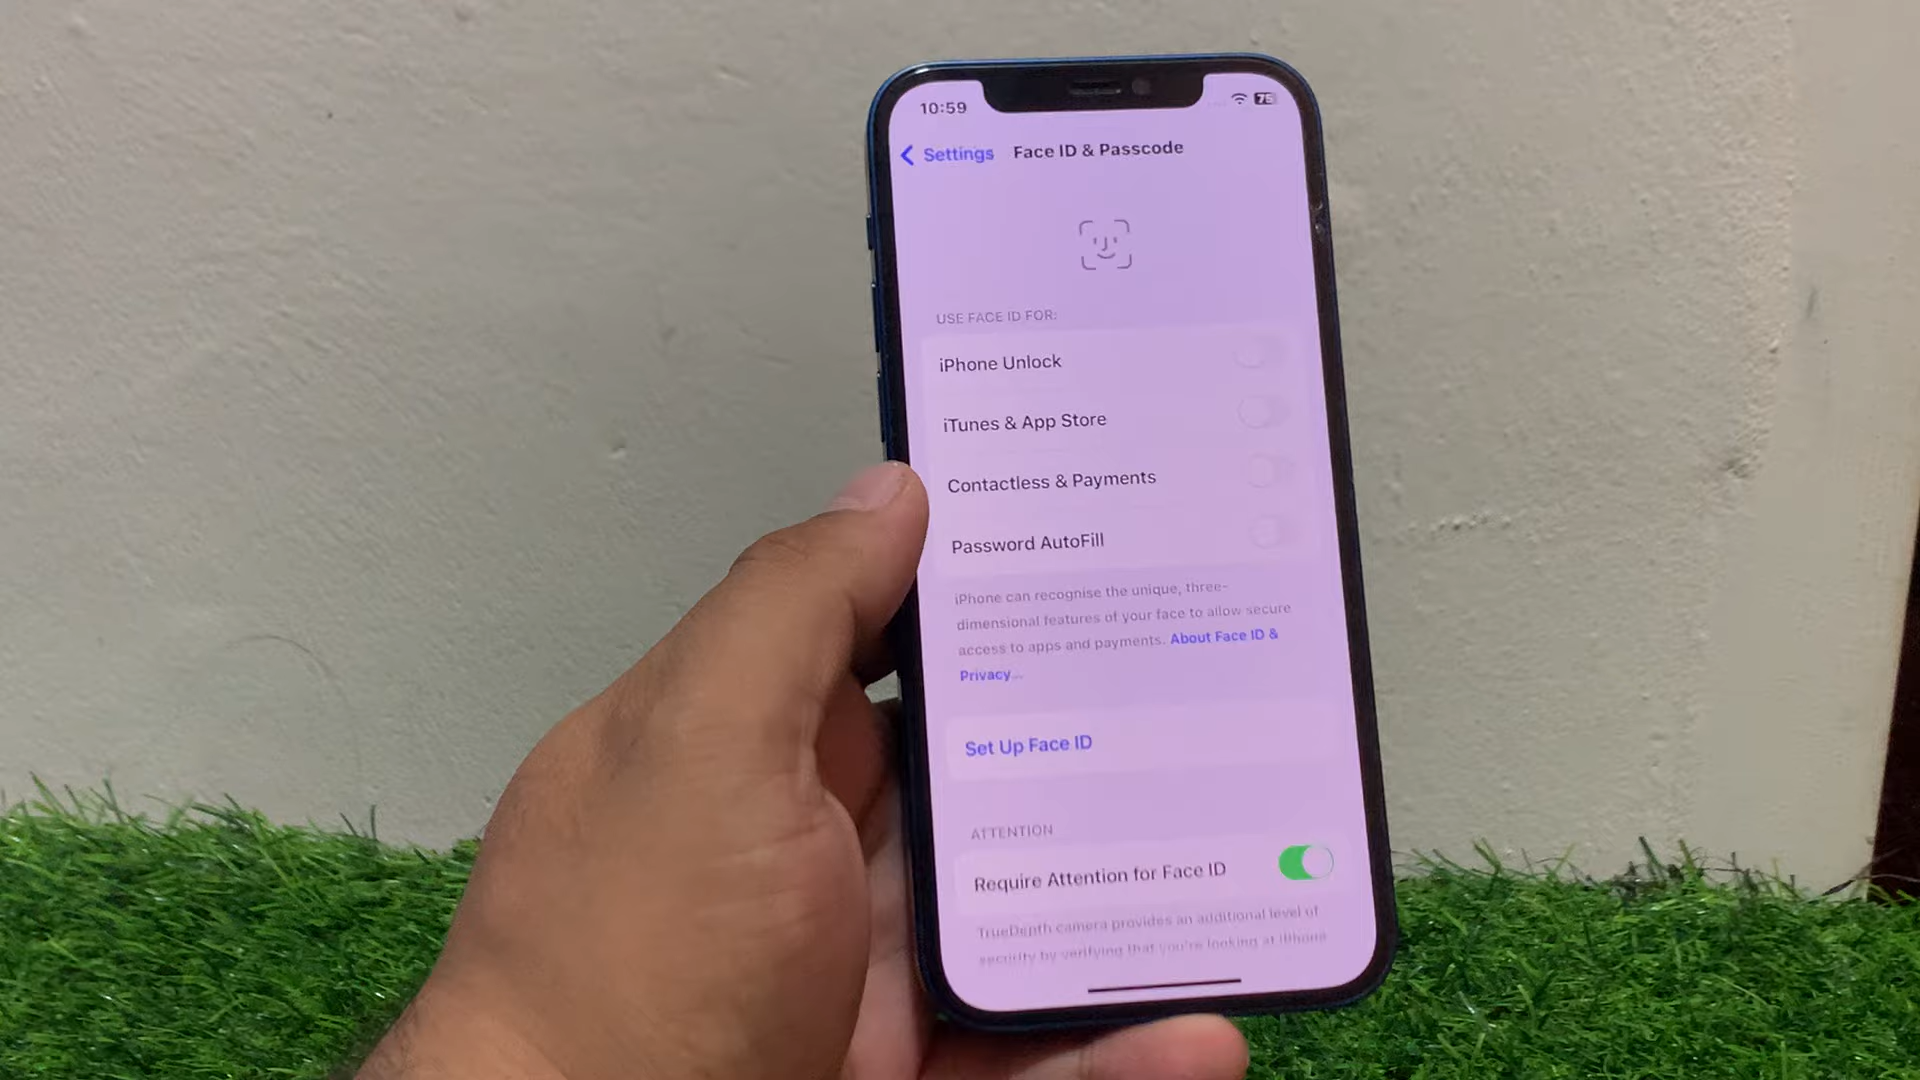 10:59
75
Settings
Face ID & Passcode
USE FACE ID FOR:
iPhone Unlock
iTunes & App Store
Contactless & Payments
Password AutoFill
iPhone can recognise the unique, three-
dimensional features of your face to allow secure
access to apps and payments. About Face ID &
Privacy...
Set Up Face ID
ATTENTION
Require Attention for Face ID
TrueDepth camera provides an additional level of
security by verifying that you're looking at iPhone